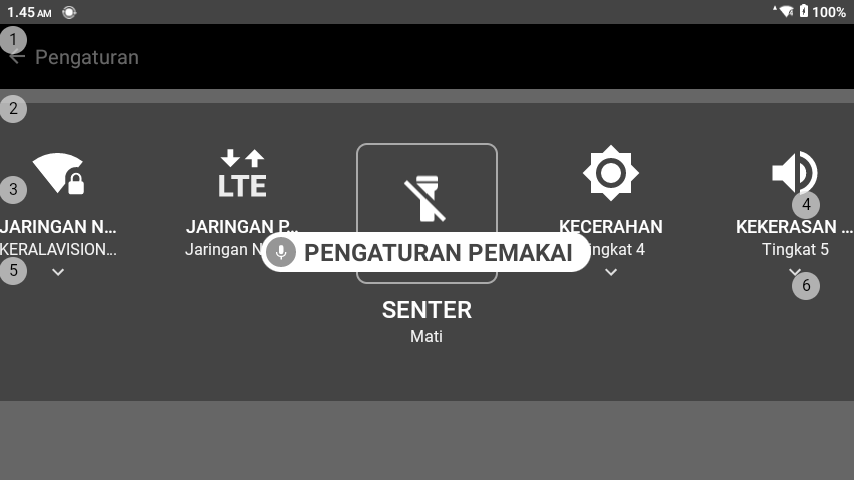 1.45 AM
100%
1
Pengaturan
2
3
LTE
4
JARINGAN N...
JARINGAN P...
KECERAHAN
KEKERASAN ...
KERALAVISION...
Jaringan N
ingkat 4
Tingkat 5
PENGATURAN PEMAKAI
5
6
SENTER
Mati